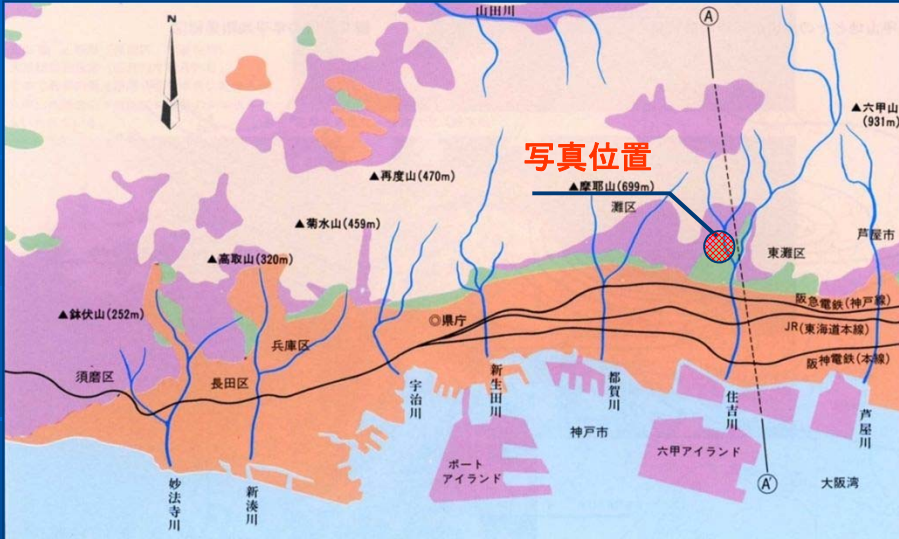 N
山田川
A
▲六甲山
(931m)
写真位置
▲再度山(470m)
▲摩耶山(699m)
灘区
▲菊水山(459m)
芦屋市
東灘区
▲高取山(320m)
阪急電鉄(神戸線)
▲鉢伏山(252m)
◎県庁
JR(東海道本線)
兵庫区
阪神電鉄(本線)
須磨区
長田区
宇治川
新生田川
都賀川
住吉川
芦屋川
神戸市
六甲アイランド
ポート
アイランド
A'
大阪湾
妙法寺川
新湊川